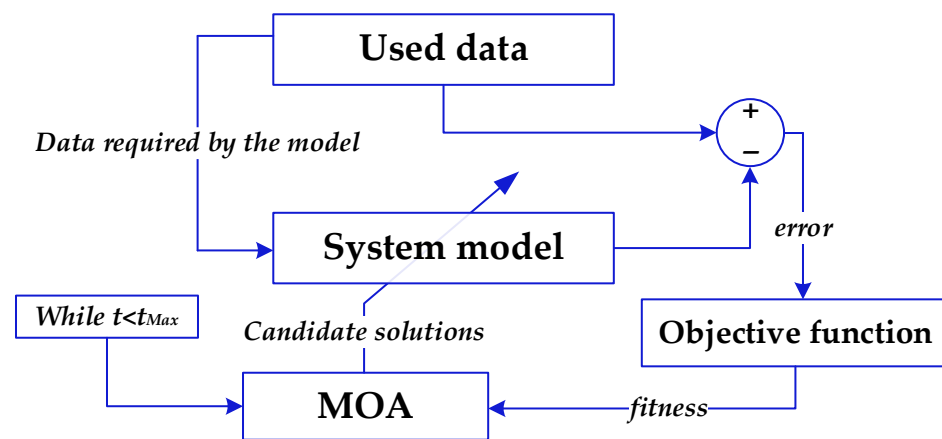 Used data
+
−
Data required by the model
error
System model
While t<tMax
Candidate solutions
Objective function
MOA
fitness